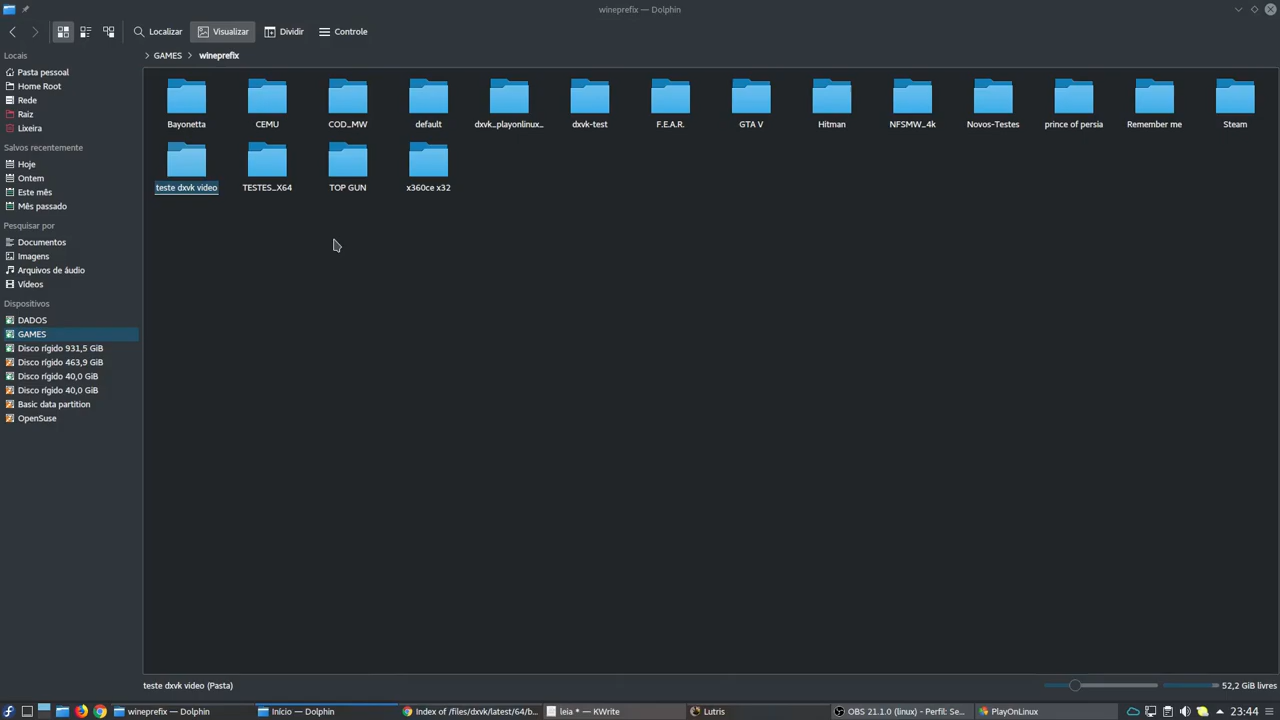 wineprefix — Dolphin
Localizar
Visualizar
Dividir
Controle
Locais
Pasta pessoal
Home Root
Rede
Raiz
Lixeira
Salvos recentemente
Hoje
Ontem
Este mês
Mês passado
Pesquisar por
Documentos
Imagens
Arquivos de áudio
Vídeos
Dispositivos
DADOS
GAMES
Disco rígido 931,5 GiB
Disco rígido 463,9 GiB
Disco rígido 40,0 GiB
Disco rígido 40,0 GiB
Basic data partition
OpenSuse
GAMES > wineprefix
Bayonetta CEMU COD_MW default dxvk_playonlinux_ dxvk-test F.E.A.R. GTA V Hitman NFSMW_4k Novos-Testes prince of persia Remember me Steam
teste dxvk video TESTES_X64 TOP GUN x360ce x32
teste dxvk video (Pasta)
52,2 GiB livres
wineprefix — Dolphin
Início — Dolphin
Index of /files/dxvk/latest/64/b...
leia * — KWrite
Lutris
OBS 21.1.0 (linux) - Perfil: Se...
PlayOnLinux
23:44